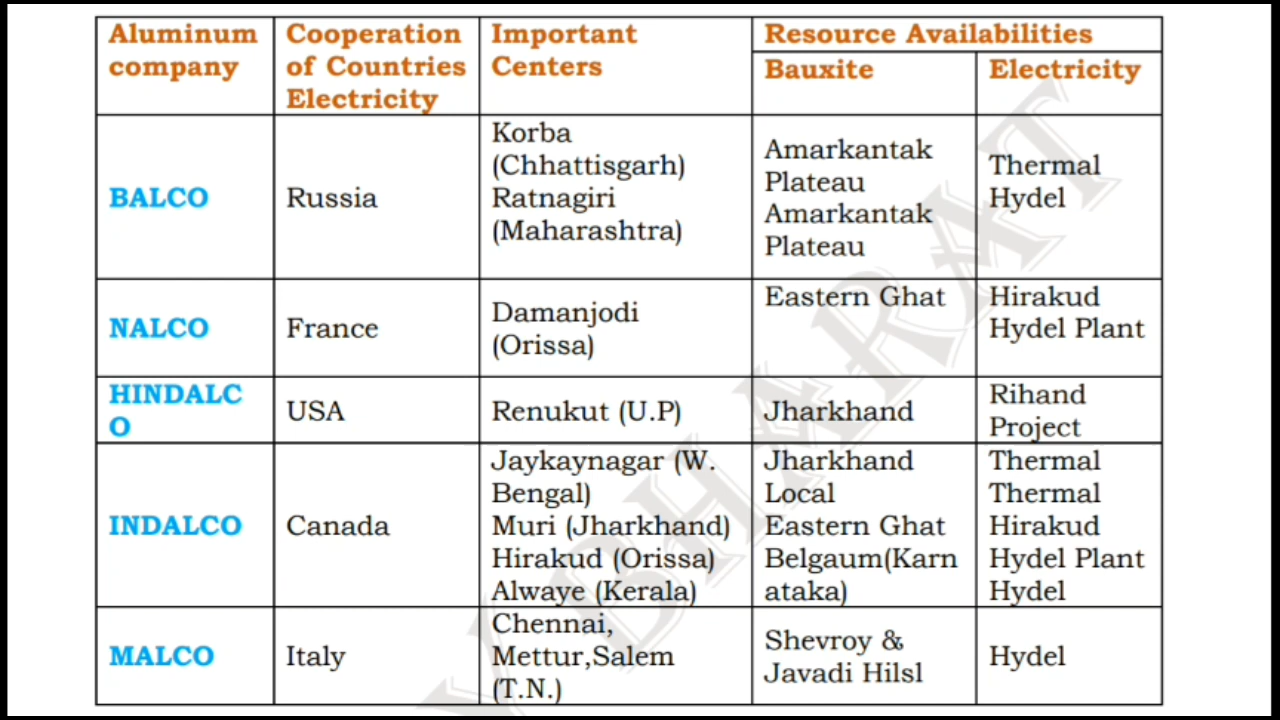 Aluminum company
Cooperation of Countries Electricity
Important Centers
Resource Availabilities
Bauxite
Electricity
BALCO
Russia
Korba
(Chhattisgarh)
Ratnagiri
(Maharashtra)
Amarkantak
Plateau
Amarkantak
Plateau
Thermal
Hydel
NALCO
France
Damanjodi
(Orissa)
Eastern Ghat
Hirakud
Hydel Plant
HINDALC
O
USA
Renukut (U.P)
Jharkhand
Rihand
Project
INDALCO
Canada
Jaykaynagar (W.
Bengal)
Muri (Jharkhand)
Hirakud (Orissa)
Alwaye (Kerala)
Jharkhand
Local
Eastern Ghat
Belgaum(Karn
ataka)
Thermal
Thermal
Hirakud
Hydel Plant
Hydel
MALCO
Italy
Chennai,
Mettur,Salem
(T.N.)
Shevroy &
Javadi Hilsl
Hydel
BHARAT